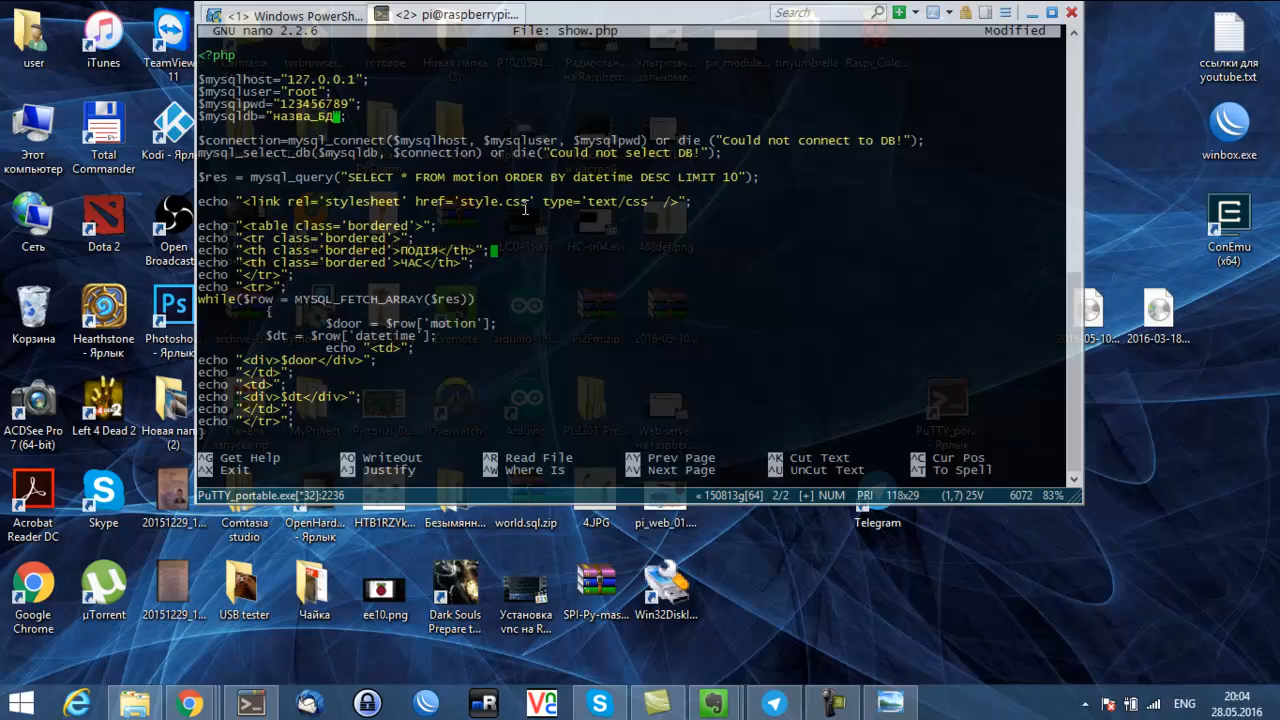 <1> Windows PowerSh...
<2> pi@raspberrypi:...
Search
GNU nano 2.2.6
File: show.php
Modified
<?php
$mysqlhost="127.0.0.1";
$mysqluser="root";
$mysqlpwd="123456789";
$mysqldb="назва_БД";
$connection=mysql_connect($mysqlhost, $mysqluser, $mysqlpwd) or die ("Could not connect to DB!");
mysql_select_db($mysqldb, $connection) or die("Could not select DB!");
$res = mysql_query("SELECT * FROM motion ORDER BY datetime DESC LIMIT 10");
echo "<link rel='stylesheet' href='style.css' type='text/css' />";
echo "<table class='bordered'>";
echo "<tr class='bordered'>";
echo "<th class='bordered'>ПОДІЯ</th>";
echo "<th class='bordered'>ЧАС</th>";
echo "</tr>";
echo "<tr>";
while($row = MYSQL_FETCH_ARRAY($res))
{
$door = $row['motion'];
$dt = $row['datetime'];
echo "<td>";
echo "<div>$door</div>";
echo "</td>";
echo "<td>";
echo "<div>$dt</div>";
echo "</td>";
echo "</tr>";
}
^G Get Help
^O WriteOut
^R Read File
^Y Prev Page
^K Cut Text
^C Cur Pos
^X Exit
^J Justify
^W Where Is
^V Next Page
^U UnCut Text
^T To Spell
PuTTY_portable.exe[*32]:2236
« 150813g[64]
2/2
[+] NUM
PRI
118x29
(1,7) 25V
6072
83%
user
iTunes
TeamViewer 11
Этот компьютер
Total Commander
Kodi - Ярл...
Сеть
Dota 2
Open Broadcast...
Корзина
Hearthstone - Ярлык
Photosho... - Ярлык
ACDSee Pro 7 (64-bit)
Left 4 Dead 2
Новая пап... (2)
Acrobat Reader DC
Skype
20151229_1...
Camtasia studio
OpenHard... - Ярлык
HTB1RZYk...
Безымянн...
world.sql.zip
4.JPG
pi_web_01....
Telegram
Google Chrome
µTorrent
20151229_1...
USB tester
Чайка
ee10.png
Dark Souls Prepare t...
Установка vnc на R...
SPI-Py-mas...
Win32DiskI...
ссылки для youtube.txt
winbox.exe
ConEmu (x64)
2016-05-10...
2016-03-18...
ENG
20:04
28.05.2016